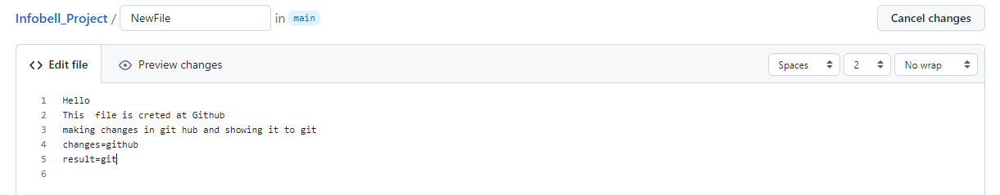 Infobell_Project / NewFile in main Cancel changes
<> Edit file Preview changes Spaces 2 No wrap
1 Hello
2 This  file is creted at Github
3 making changes in git hub and showing it to git
4 changes=github
5 result=git
6